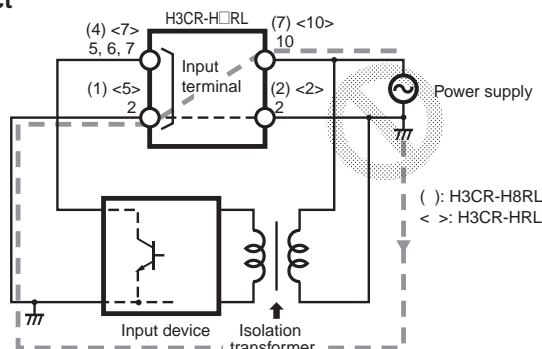 ct
H3CR-H□RL
(4) <7>
5, 6, 7
(7) <10>
10
Input
terminal
(1) <5>
2
(2) <2>
2
Power supply
( ): H3CR-H8RL
< >: H3CR-HRL
Input device
Isolation
transformer